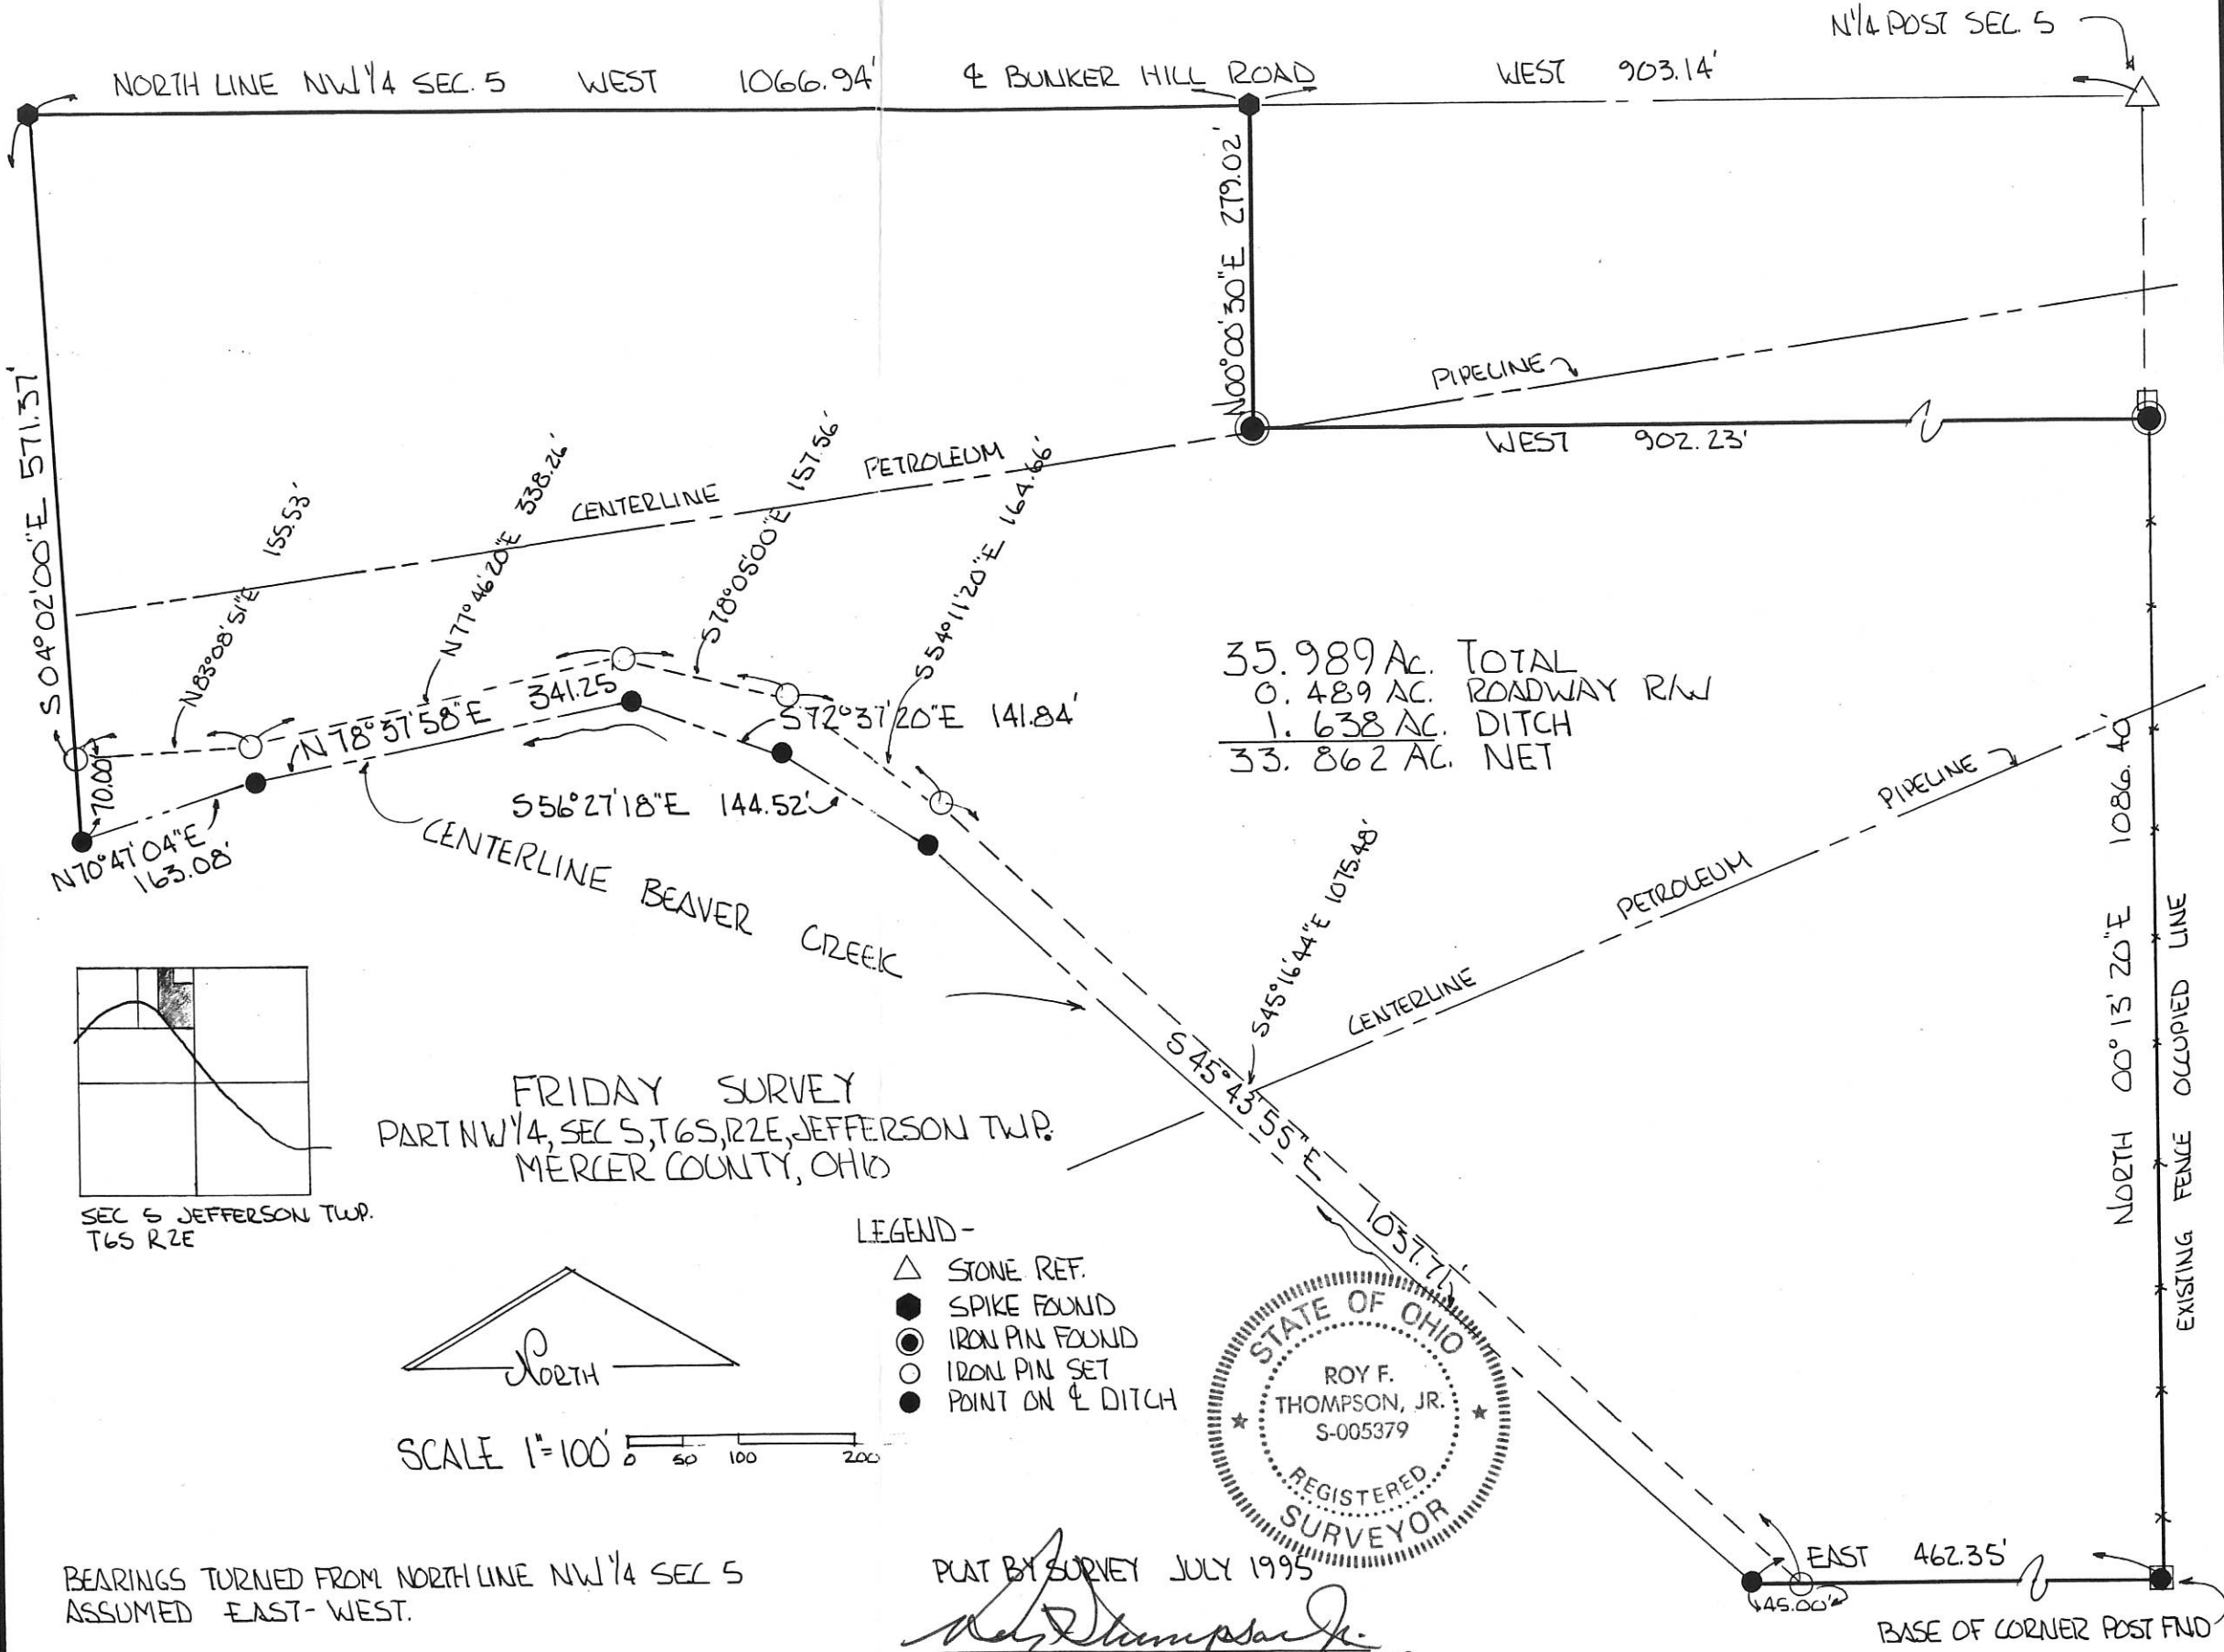 N 1/4 POST SEC. 5
NORTH LINE NW 1/4 SEC. 5 WEST 1066.94' ℄ BUNKER HILL ROAD WEST 903.14'
S 04°02'00"E 571.37'
N00°00'30"E 279.02'
PIPELINE
WEST 902.23'
CENTERLINE PETROLEUM
N83°08'51"E 155.53'
N77°46'20"E 338.26'
S78°05'00"E 157.56'
S54°11'20"E 164.66'
70.00'
N 78°37'58"E 341.25
S72°37'20"E 141.84'
S56°27'18"E 144.52'
N70°47'04"E
163.08'
CENTERLINE BEAVER CREEK
35.989 AC. TOTAL
0.489 AC. ROADWAY R/W
1.638 AC. DITCH
33.862 AC. NET
S45°16'44"E 1075.48'
CENTERLINE PETROLEUM PIPELINE
S45°43'55"E 1037.71'
NORTH 00° 13' 20"E 1086.40'
EXISTING FENCE OCCUPIED LINE
SEC 5 JEFFERSON TWP.
T6S R2E
FRIDAY SURVEY
PART NW 1/4, SEC 5, T6S, R2E, JEFFERSON TWP.
MERCER COUNTY, OHIO
NORTH
SCALE 1"=100' 0 50 100 200
LEGEND-
STONE REF.
SPIKE FOUND
IRON PIN FOUND
IRON PIN SET
POINT ON ℄ DITCH
STATE OF OHIO
ROY F.
THOMPSON, JR.
S-005379
REGISTERED
SURVEYOR
EAST 462.35'
45.00'
BASE OF CORNER POST FND
BEARINGS TURNED FROM NORTH LINE NW 1/4 SEC 5
ASSUMED EAST-WEST.
PLAT BY SURVEY JULY 1995